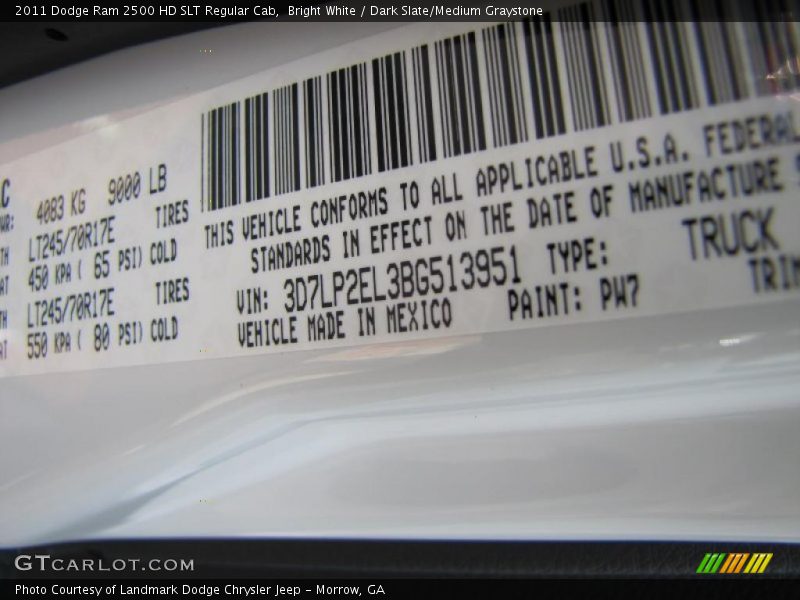 2011 Dodge Ram 2500 HD SLT Regular Cab,  Bright White / Dark Slate/Medium Graystone
4083 KG 9000 LB
LT245/70R17E TIRES
450 KPA ( 65 PSI) COLD
LT245/70R17E TIRES
550 KPA ( 80 PSI) COLD
THIS VEHICLE CONFORMS TO ALL APPLICABLE U.S.A. FEDERAL
STANDARDS IN EFFECT ON THE DATE OF MANUFACTURE
VIN: 3D7LP2EL3BG513951 TYPE: TRUCK
VEHICLE MADE IN MEXICO PAINT: PW7 TRIM
GTCARLOT.COM
Photo Courtesy of Landmark Dodge Chrysler Jeep - Morrow, GA